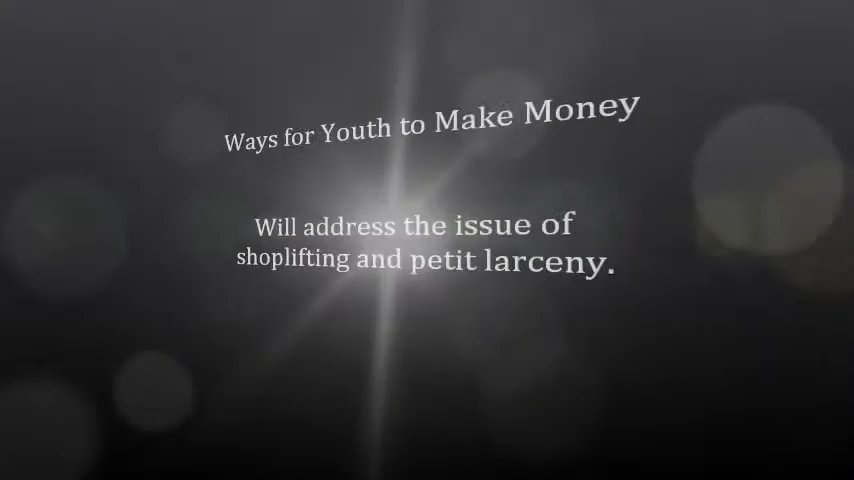 Ways for Youth to Make Money
Will address the issue of
shoplifting and petit larceny.